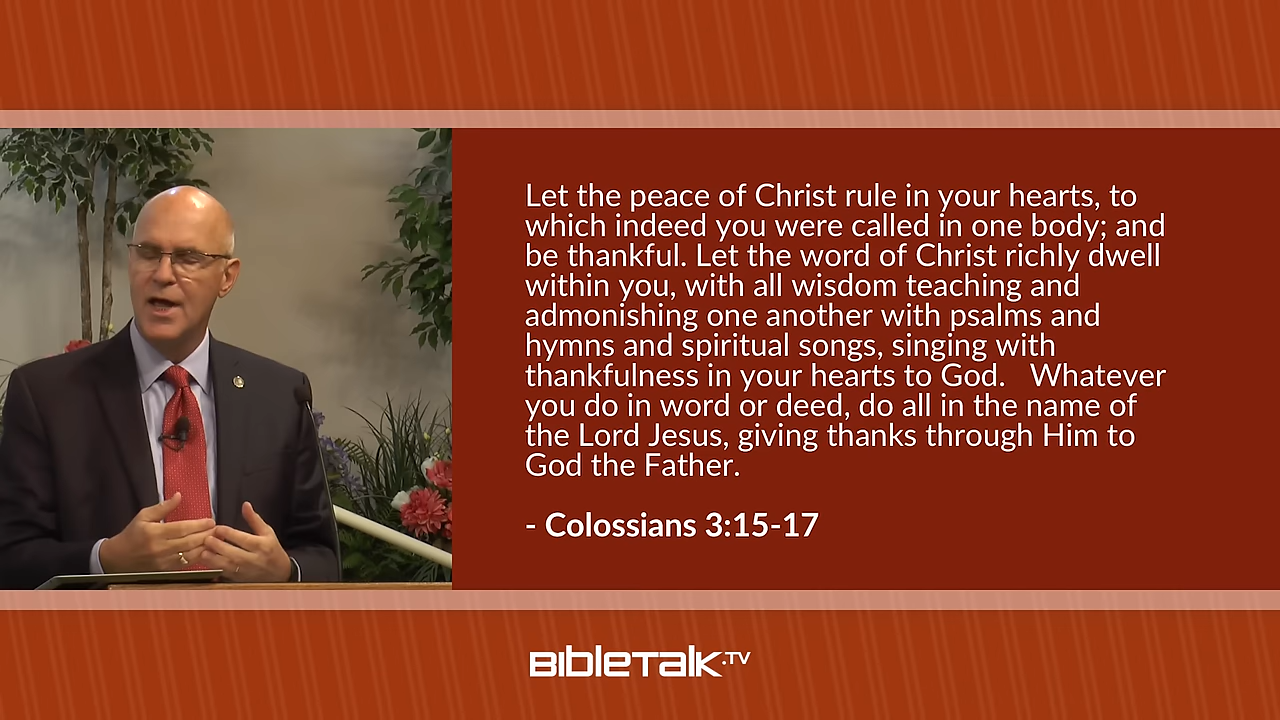 Let the peace of Christ rule in your hearts, to
which indeed you were called in one body; and
be thankful. Let the word of Christ richly dwell
within you, with all wisdom teaching and
admonishing one another with psalms and
hymns and spiritual songs, singing with
thankfulness in your hearts to God.   Whatever
you do in word or deed, do all in the name of
the Lord Jesus, giving thanks through Him to
God the Father.
- Colossians 3:15-17
BIBLETALK.TV